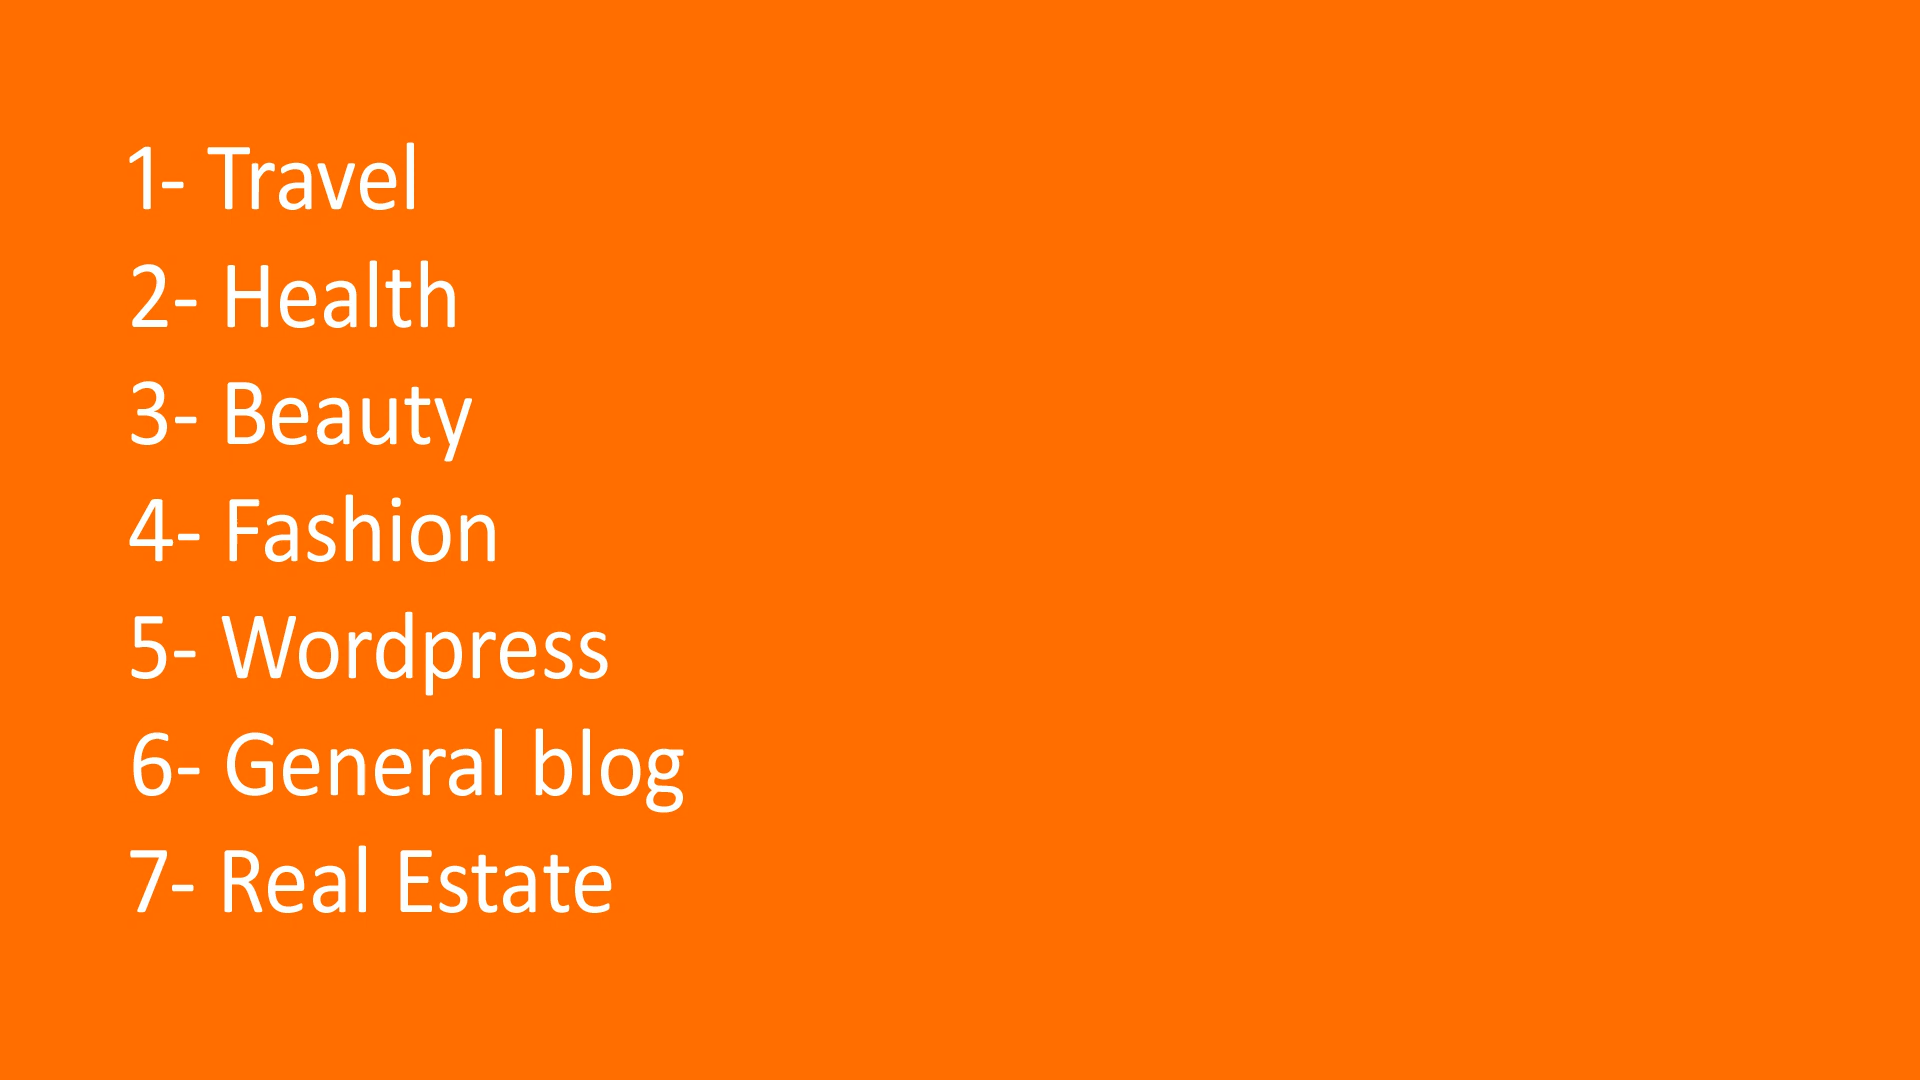 1- Travel
2- Health
3- Beauty
4- Fashion
5- Wordpress
6- General blog
7- Real Estate